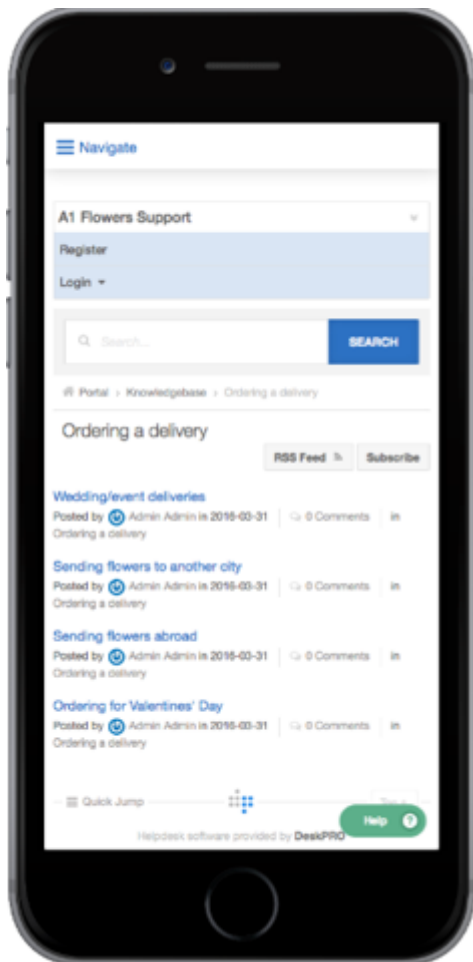 Navigate
A1 Flowers Support
Register
Login
Search...
SEARCH
Portal > Knowledgebase > Ordering a delivery
Ordering a delivery
RSS Feed
Subscribe
Wedding/event deliveries
Posted by Admin Admin in 2016-03-31 0 Comments in
Ordering a delivery
Sending flowers to another city
Posted by Admin Admin in 2016-03-31 0 Comments in
Ordering a delivery
Sending flowers abroad
Posted by Admin Admin in 2016-03-31 0 Comments in
Ordering a delivery
Ordering for Valentines' Day
Posted by Admin Admin in 2016-03-31 0 Comments in
Ordering a delivery
Quick Jump
Help ?
Helpdesk software provided by DeskPRO